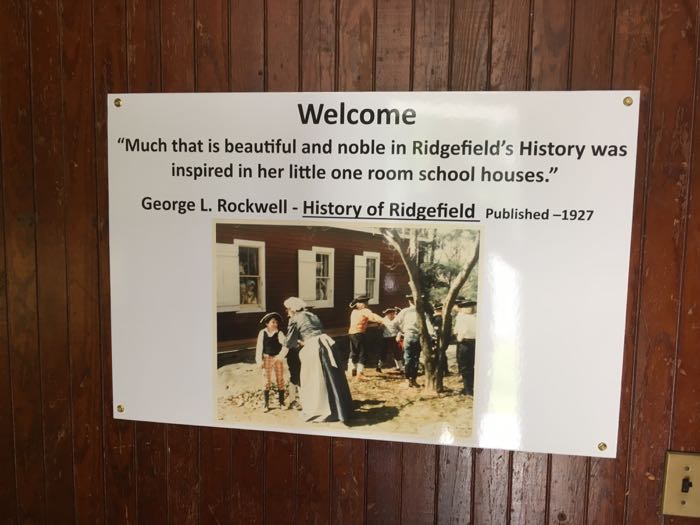 Welcome
“Much that is beautiful and noble in Ridgefield’s History was
inspired in her little one room school houses.”
George L. Rockwell - History of Ridgefield Published –1927